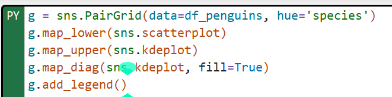 PY
g = sns.PairGrid(data=df_penguins, hue='species')
g.map_lower(sns.scatterplot)
g.map_upper(sns.kdeplot)
g.map_diag(sns.kdeplot, fill=True)
g.add_legend()